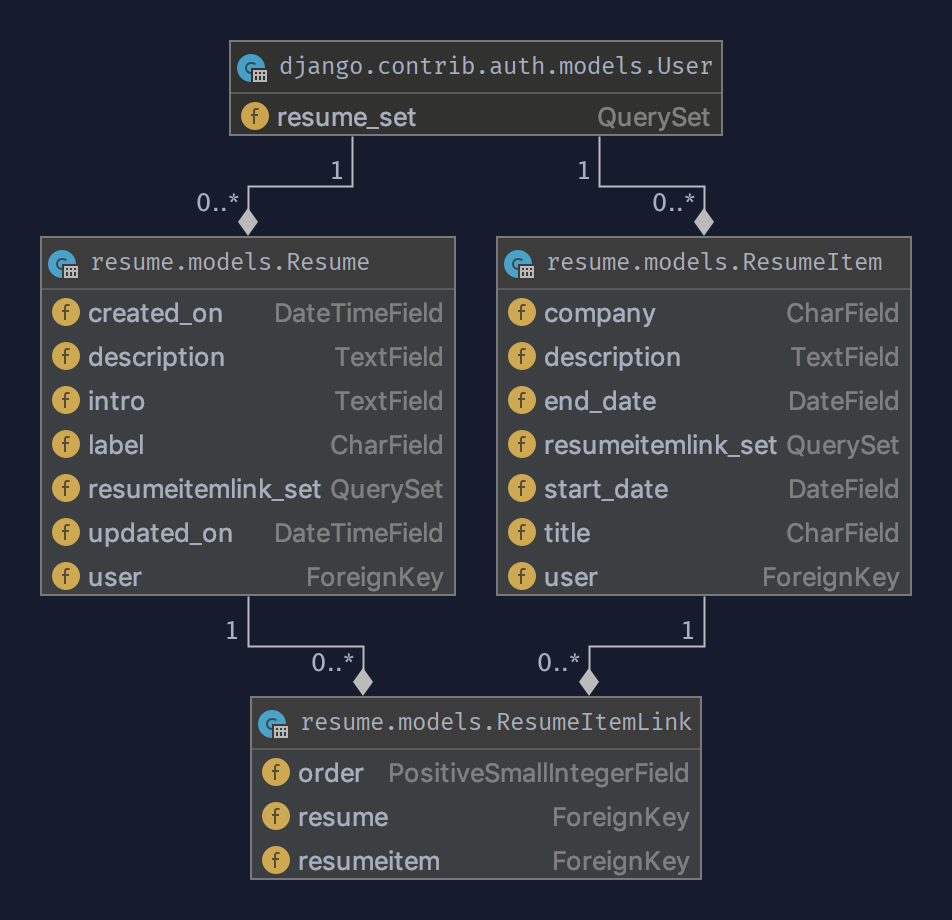 django.contrib.auth.models.User
resume_set QuerySet
1 1
0..* 0..*
resume.models.Resume
created_on DateTimeField
description TextField
intro TextField
label CharField
resumeitemlink_set QuerySet
updated_on DateTimeField
user ForeignKey
resume.models.ResumeItem
company CharField
description TextField
end_date DateField
resumeitemlink_set QuerySet
start_date DateField
title CharField
user ForeignKey
1 1
0..* 0..*
resume.models.ResumeItemLink
order PositiveSmallIntegerField
resume ForeignKey
resumeitem ForeignKey